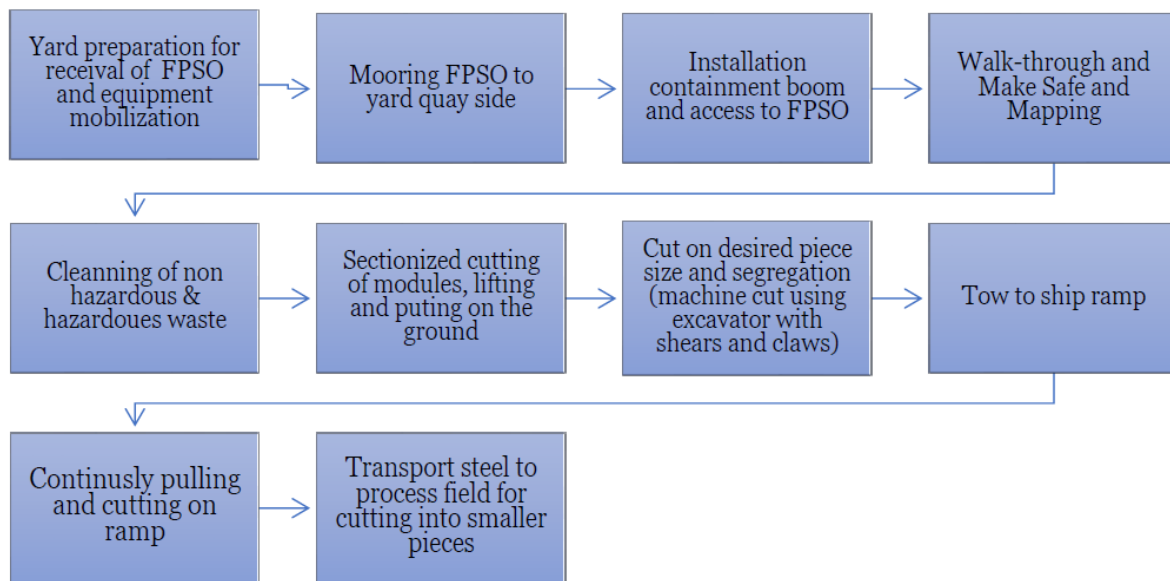 Yard preparation for
receival of FPSO
and equipment
mobilization
Mooring FPSO to
yard quay side
Installation
containment boom
and access to FPSO
Walk-through and
Make Safe and
Mapping
Cleanning of non
hazardous &
hazardoues waste
Sectionized cutting
of modules, lifting
and puting on the
ground
Cut on desired piece
size and segregation
(machine cut using
excavator with
shears and claws)
Tow to ship ramp
Continusly pulling
and cutting on
ramp
Transport steel to
process field for
cutting into smaller
pieces